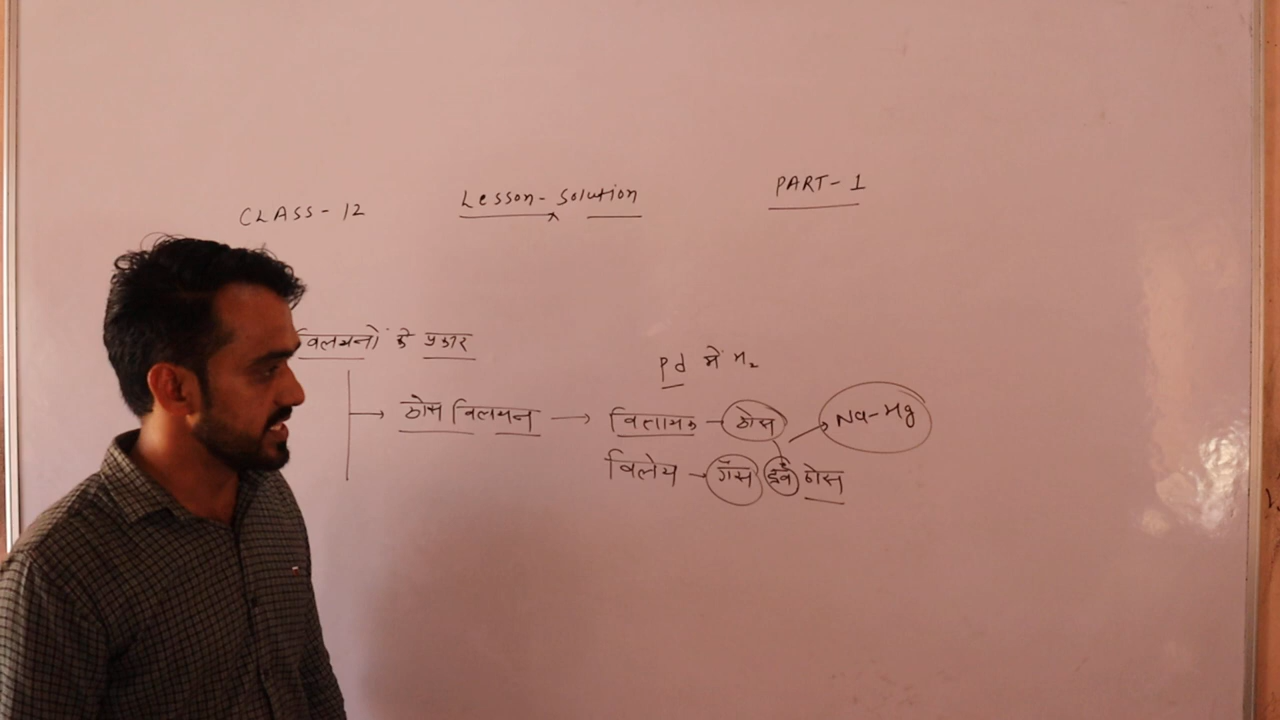 CLASS-12 Lesson-Solution PART-1
विलयनों के प्रकार
Pd में H₂
ठोस विलयन → विलायक - ठोस → Na-Hg
विलेय → गैस द्रव ठोस